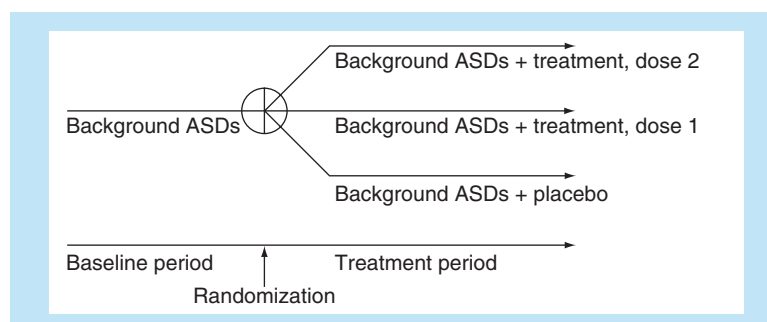 Background ASDs + treatment, dose 2
Background ASDs
Background ASDs + treatment, dose 1
Background ASDs + placebo
Baseline period
Treatment period
Randomization